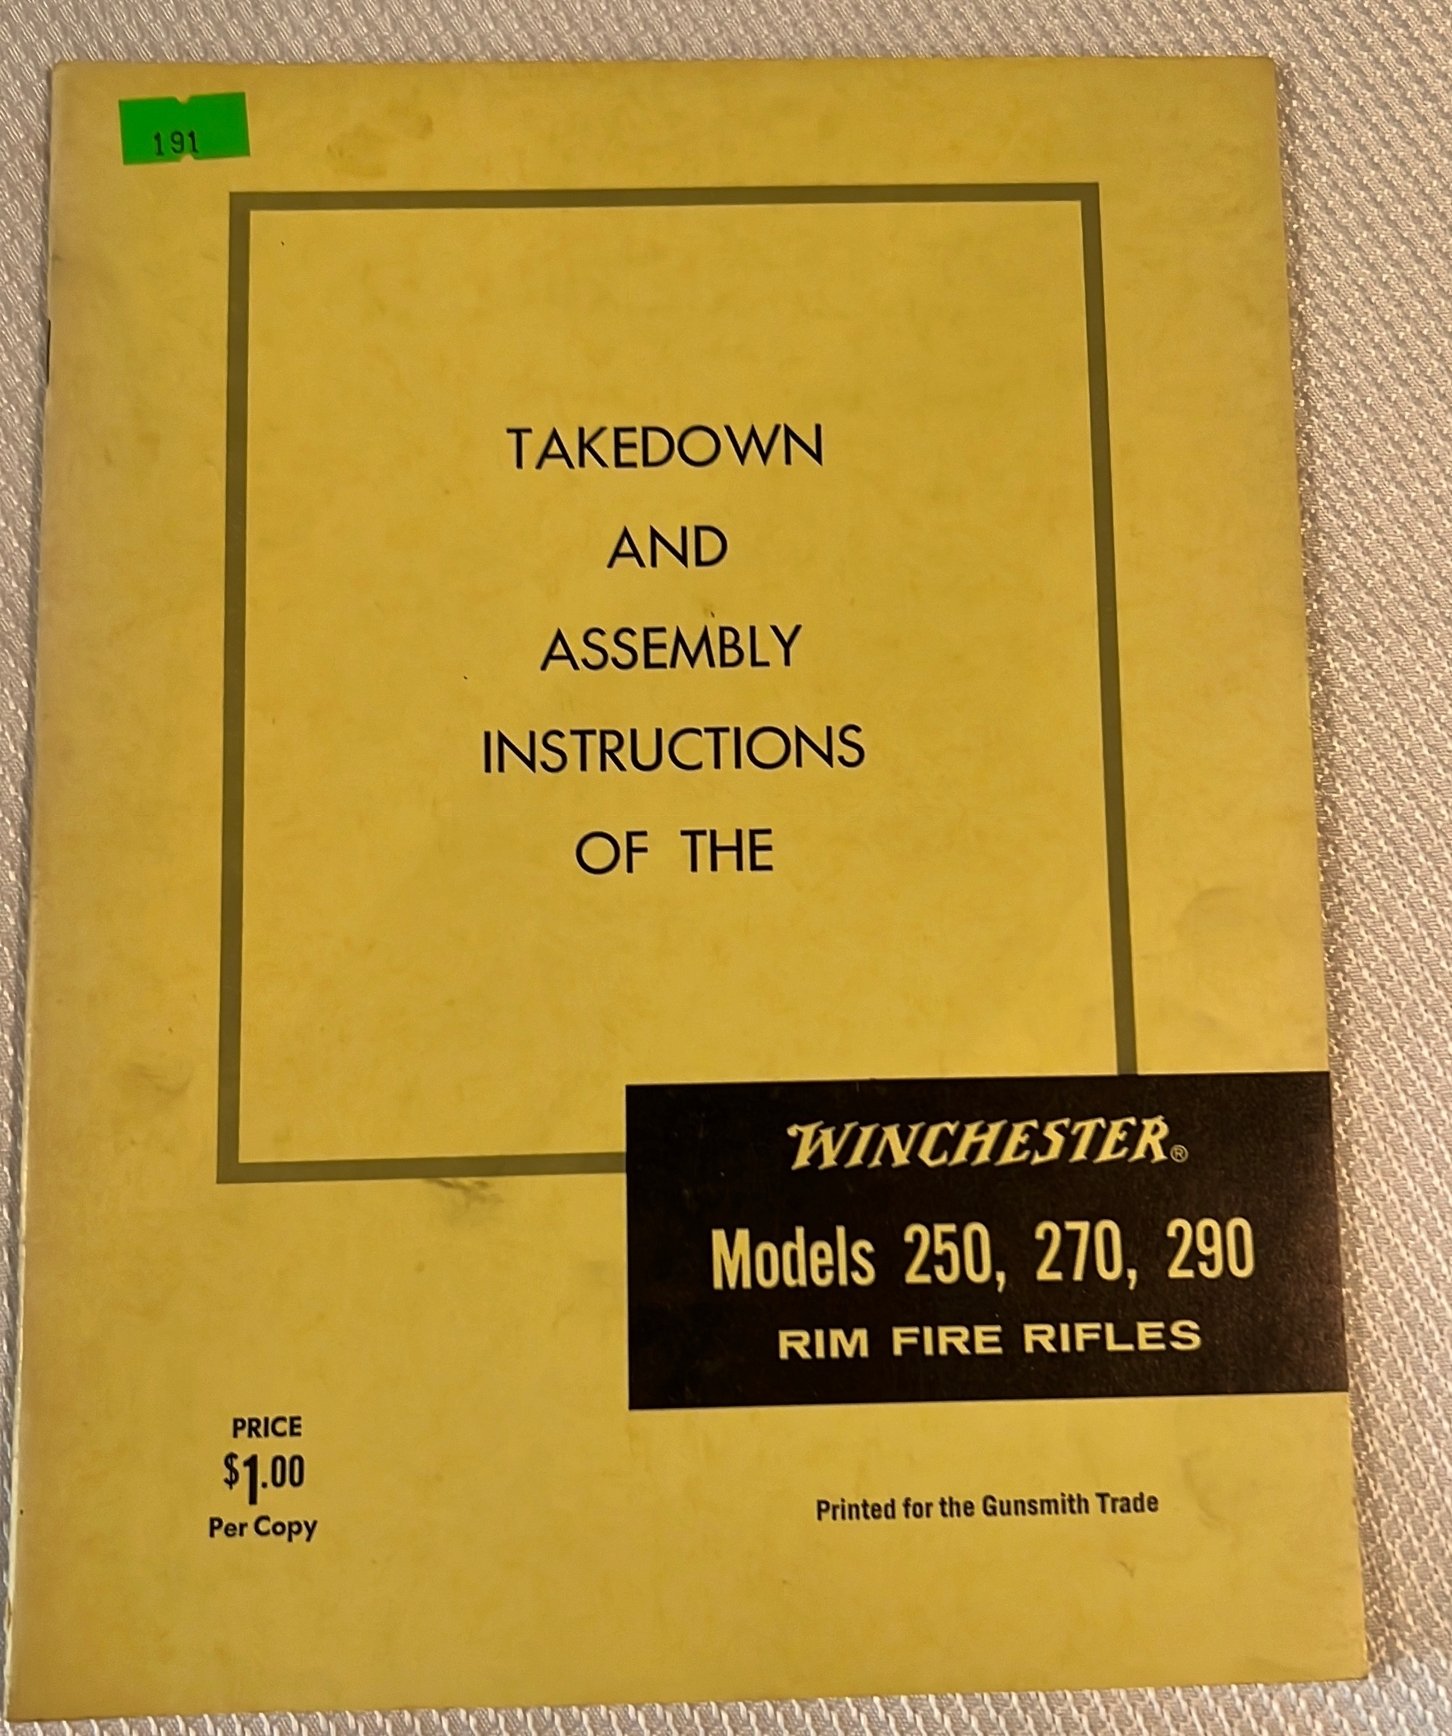 191
TAKEDOWN
AND
ASSEMBLY
INSTRUCTIONS
OF THE
WINCHESTER®
Models 250, 270, 290
RIM FIRE RIFLES
PRICE
$1.00
Per Copy
Printed for the Gunsmith Trade